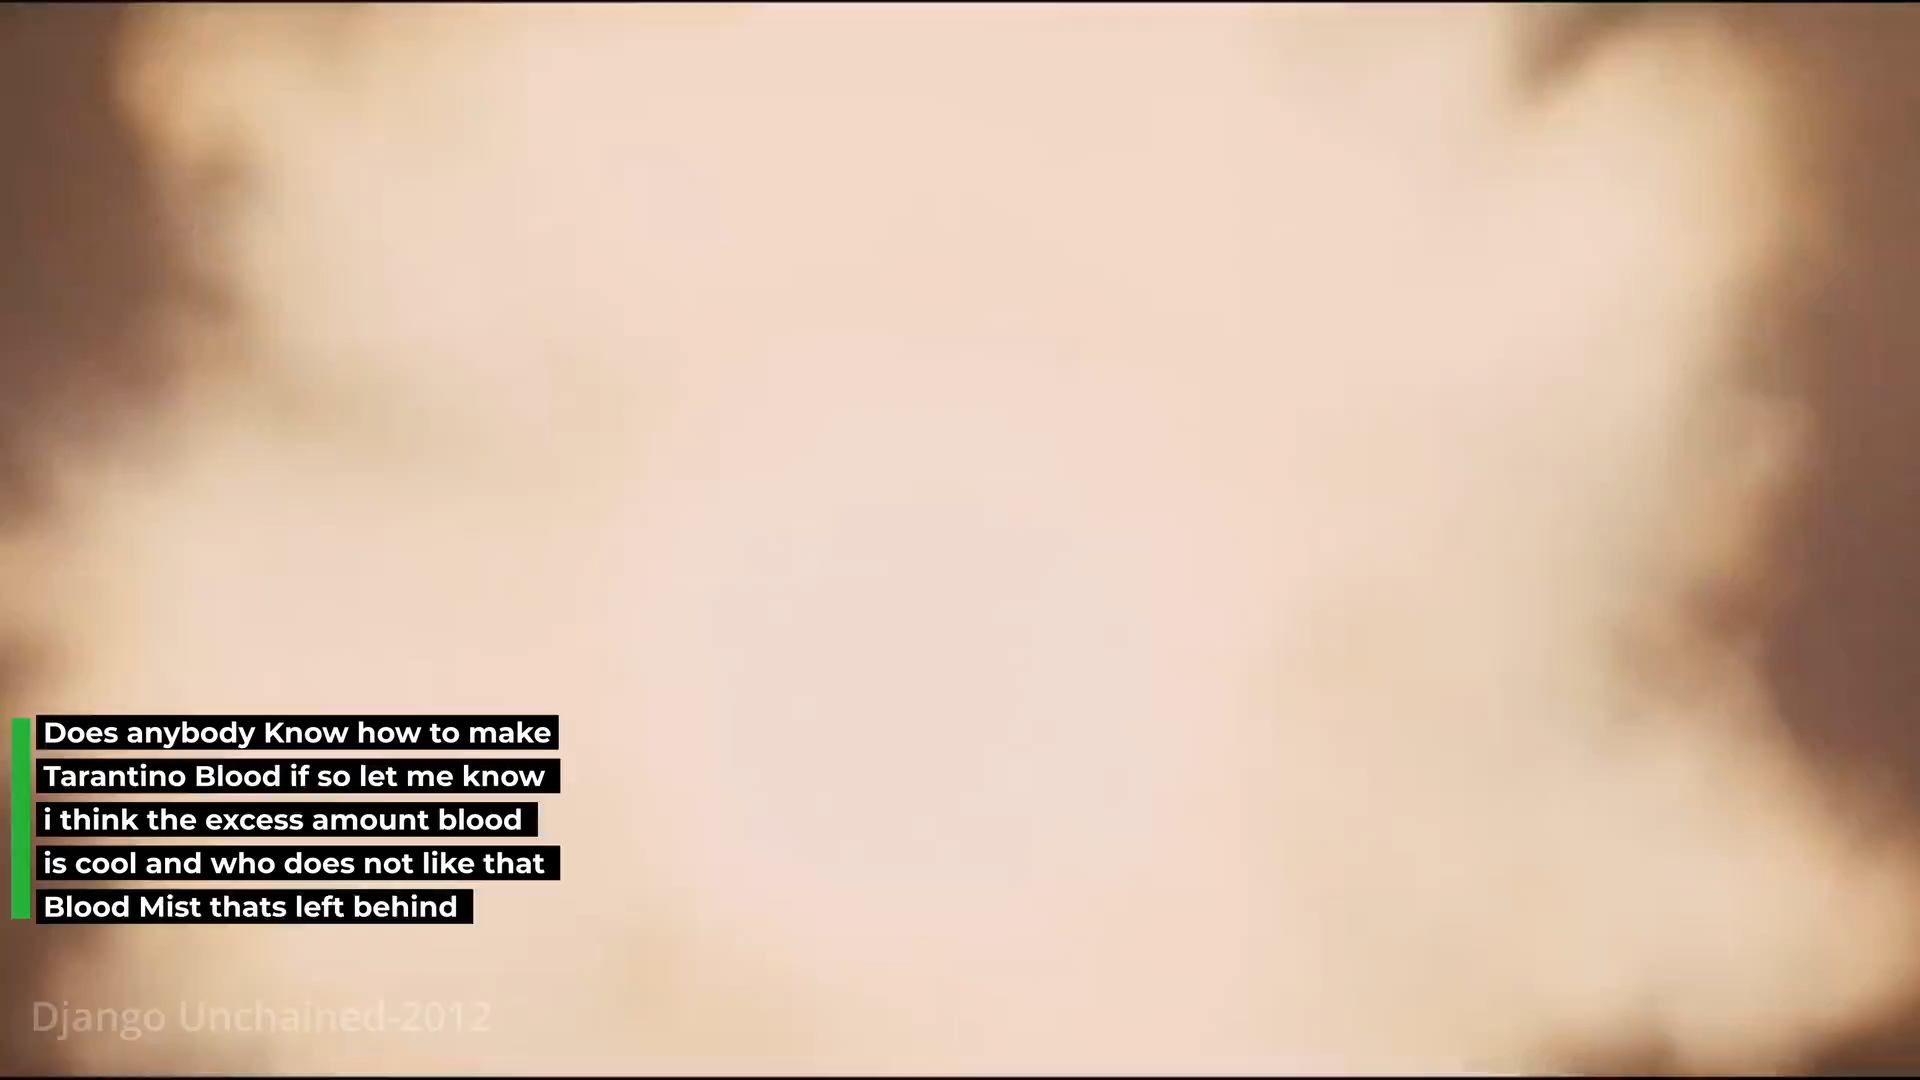 Does anybody Know how to make
Tarantino Blood if so let me know
i think the excess amount blood
is cool and who does not like that
Blood Mist thats left behind
Django Unchained-2012